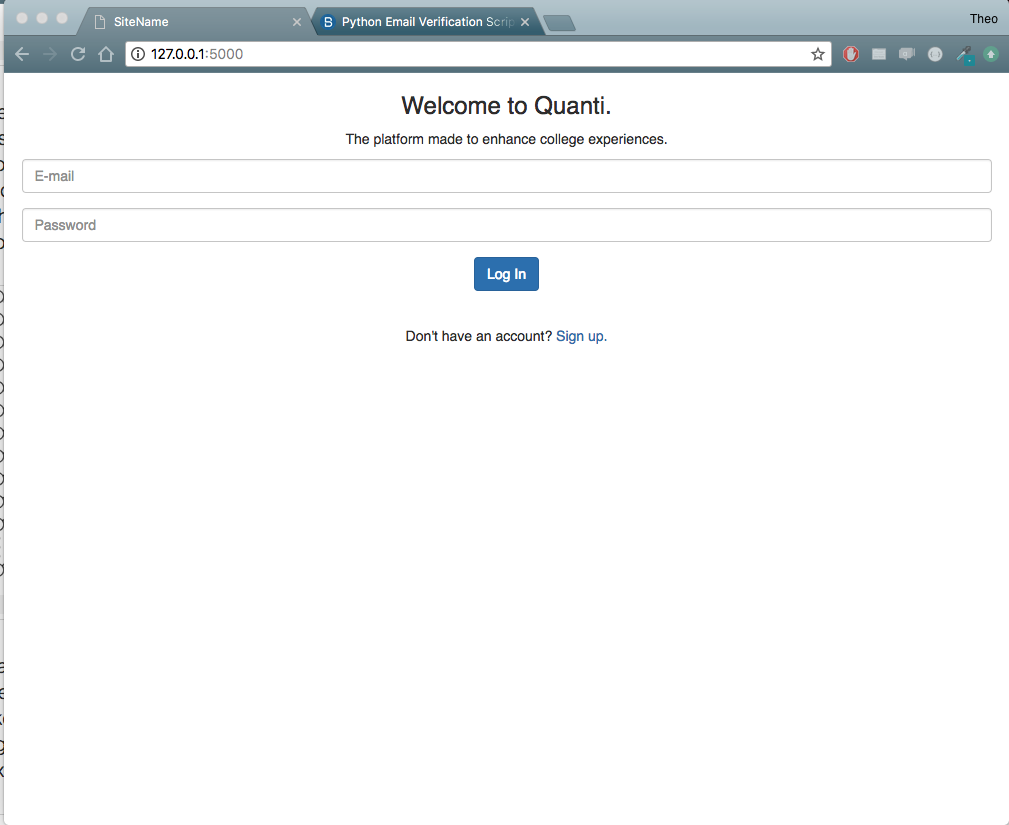 Theo
SiteName
B Python Email Verification Scrip
127.0.0.1:5000
Welcome to Quanti.
The platform made to enhance college experiences.
E-mail
Password
Log In
Don't have an account? Sign up.